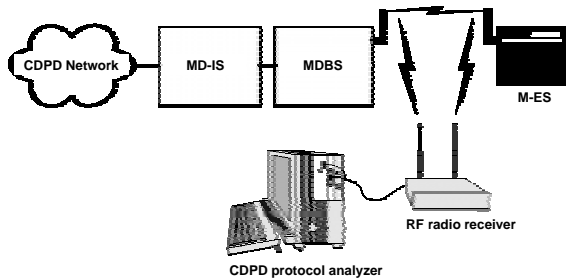 CDPD Network
MD-IS
MDBS
M-ES
RF radio receiver
CDPD protocol analyzer